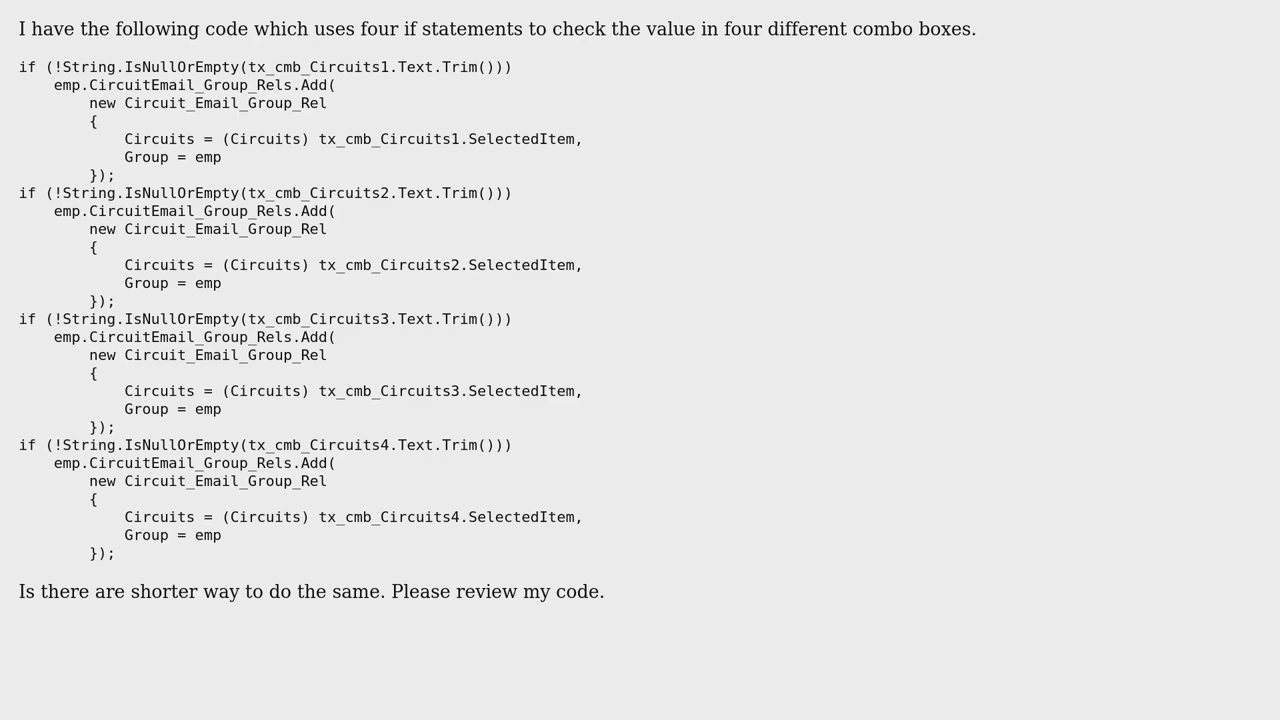 I have the following code which uses four if statements to check the value in four different combo boxes.
if (!String.IsNullOrEmpty(tx_cmb_Circuits1.Text.Trim()))
    emp.CircuitEmail_Group_Rels.Add(
        new Circuit_Email_Group_Rel
        {
            Circuits = (Circuits) tx_cmb_Circuits1.SelectedItem,
            Group = emp
        });
if (!String.IsNullOrEmpty(tx_cmb_Circuits2.Text.Trim()))
    emp.CircuitEmail_Group_Rels.Add(
        new Circuit_Email_Group_Rel
        {
            Circuits = (Circuits) tx_cmb_Circuits2.SelectedItem,
            Group = emp
        });
if (!String.IsNullOrEmpty(tx_cmb_Circuits3.Text.Trim()))
    emp.CircuitEmail_Group_Rels.Add(
        new Circuit_Email_Group_Rel
        {
            Circuits = (Circuits) tx_cmb_Circuits3.SelectedItem,
            Group = emp
        });
if (!String.IsNullOrEmpty(tx_cmb_Circuits4.Text.Trim()))
    emp.CircuitEmail_Group_Rels.Add(
        new Circuit_Email_Group_Rel
        {
            Circuits = (Circuits) tx_cmb_Circuits4.SelectedItem,
            Group = emp
        });
Is there are shorter way to do the same. Please review my code.